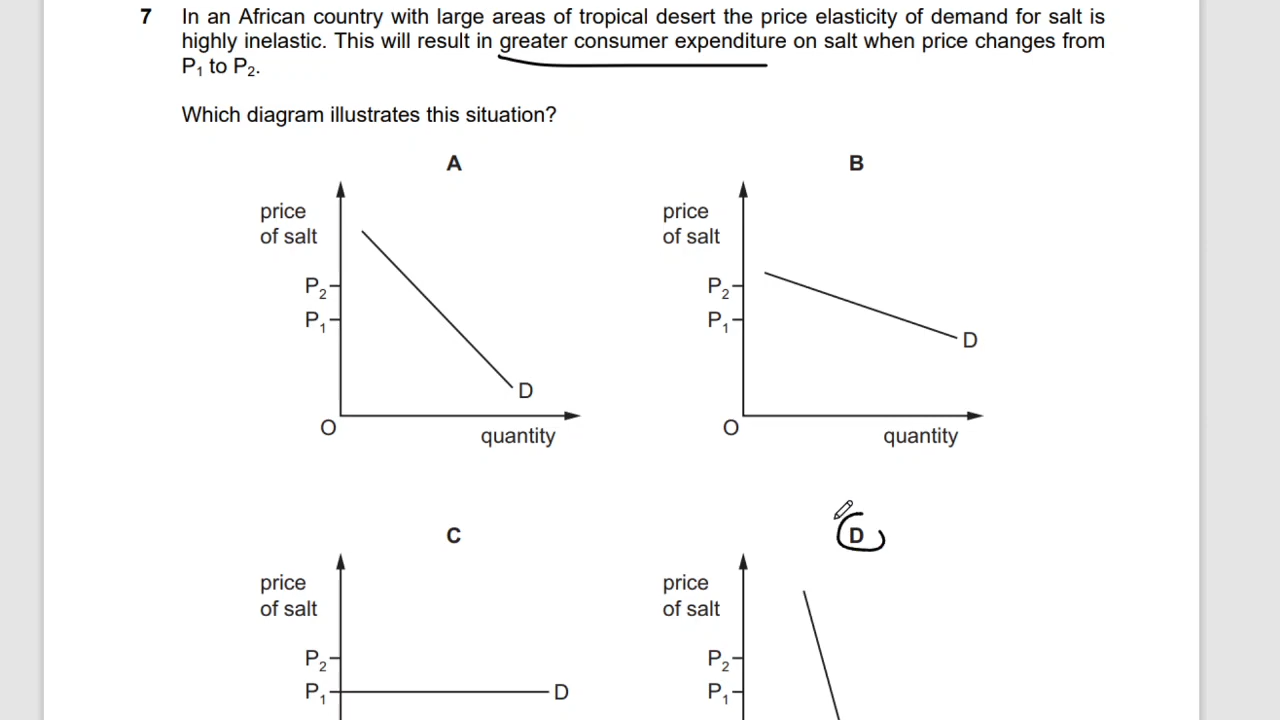 7 In an African country with large areas of tropical desert the price elasticity of demand for salt is
highly inelastic. This will result in greater consumer expenditure on salt when price changes from
P1 to P2.
Which diagram illustrates this situation?
A
price
of salt
P2
P1
D
O
quantity
B
price
of salt
P2
P1
D
O
quantity
C
price
of salt
P2
P1
D
D
price
of salt
P2
P1